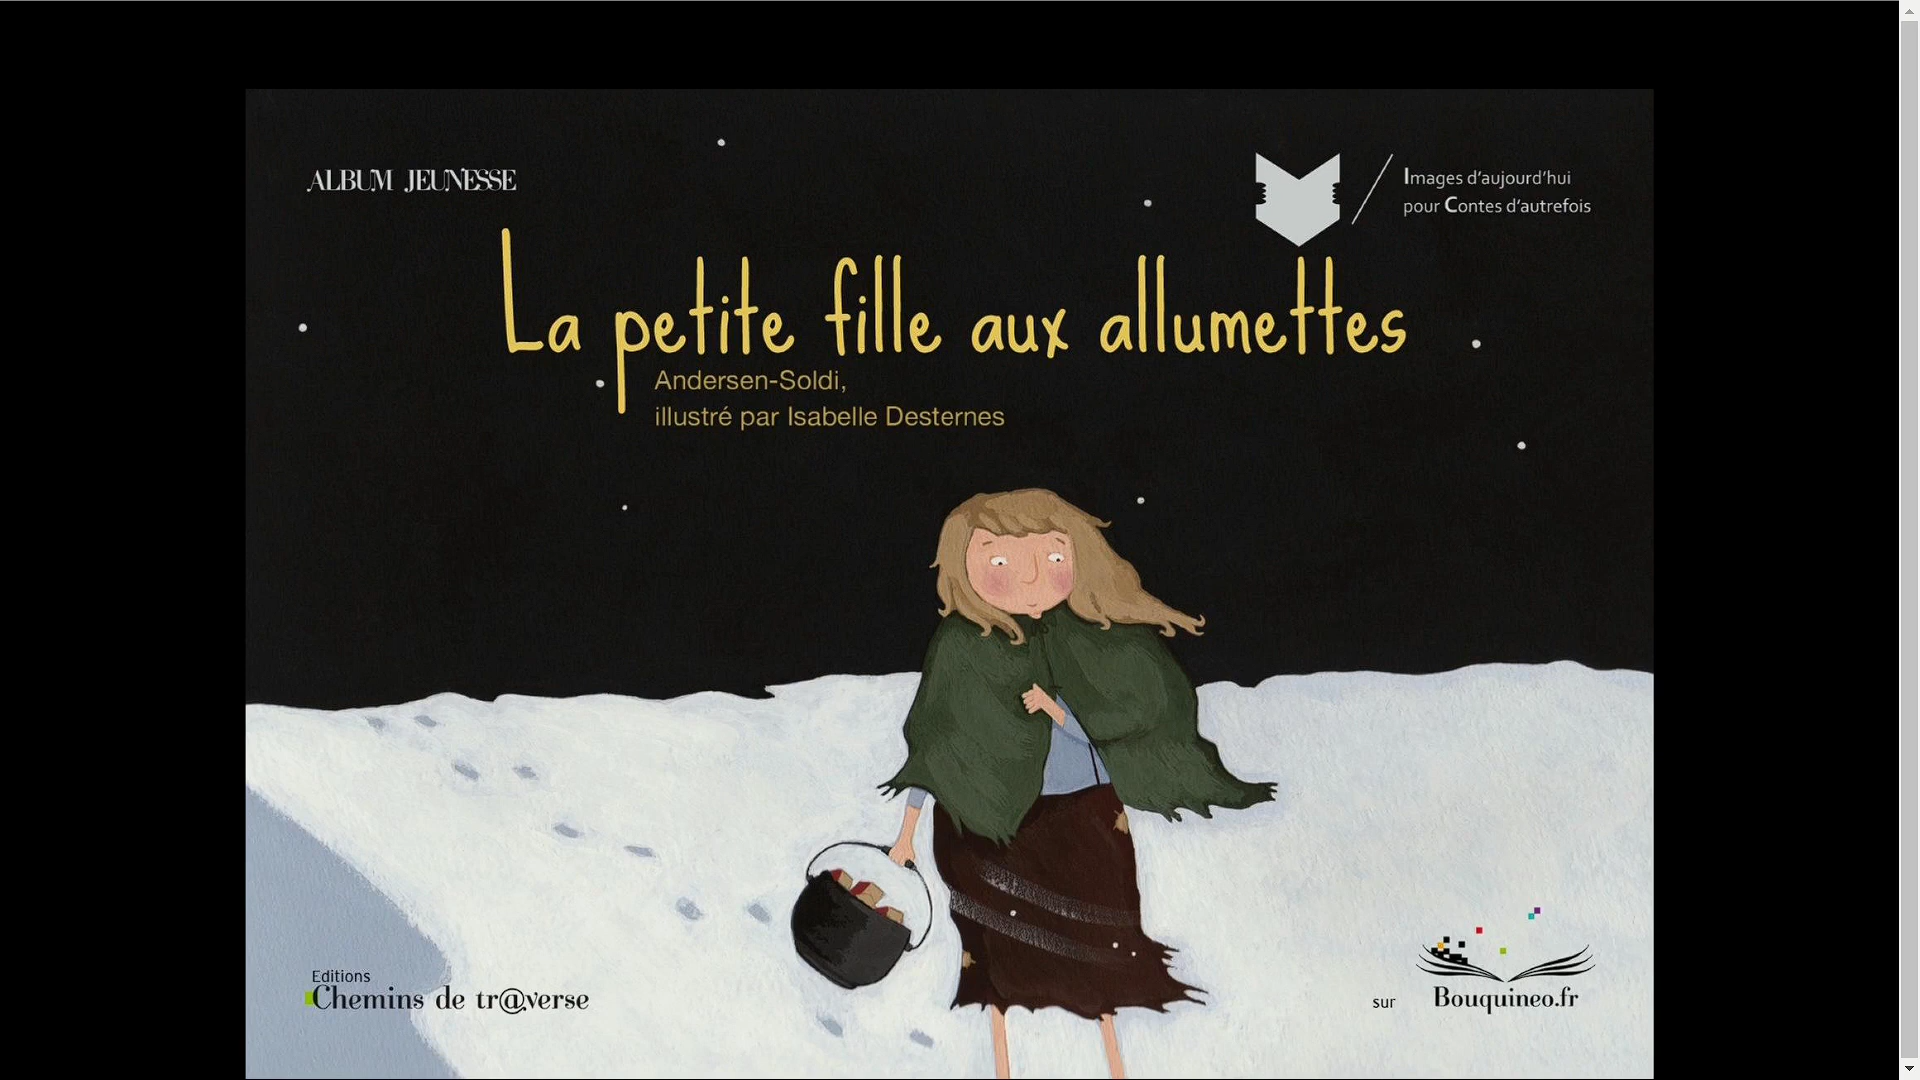 ALBUM JEUNESSE
Images d'aujourd'hui
pour Contes d'autrefois
La petite fille aux allumettes
Andersen-Soldi,
illustré par Isabelle Desternes
Editions
Chemins de tr@verse
sur Bouquineo.fr